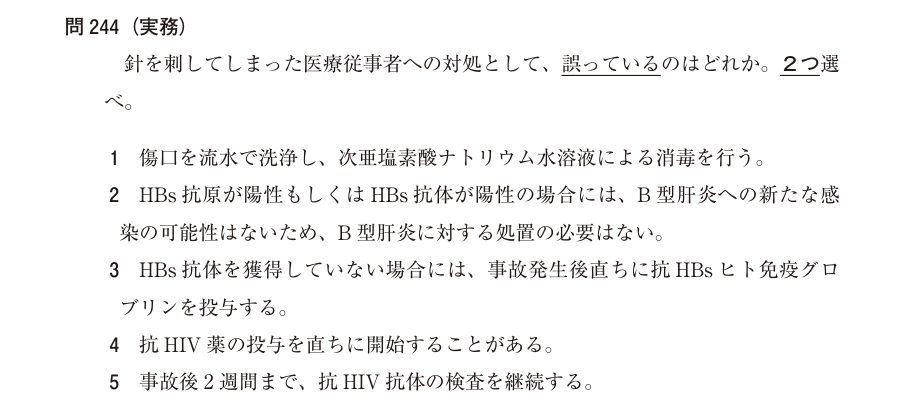 問 244（実務）
針を刺してしまった医療従事者への対処として、誤っているのはどれか。2つ選
べ。
1 傷口を流水で洗浄し、次亜塩素酸ナトリウム水溶液による消毒を行う。
2 HBs 抗原が陽性もしくは HBs 抗体が陽性の場合には、B 型肝炎への新たな感
染の可能性はないため、B 型肝炎に対する処置の必要はない。
3 HBs 抗体を獲得していない場合には、事故発生後直ちに抗 HBs ヒト免疫グロ
ブリンを投与する。
4 抗 HIV 薬の投与を直ちに開始することがある。
5 事故後 2 週間まで、抗 HIV 抗体の検査を継続する。